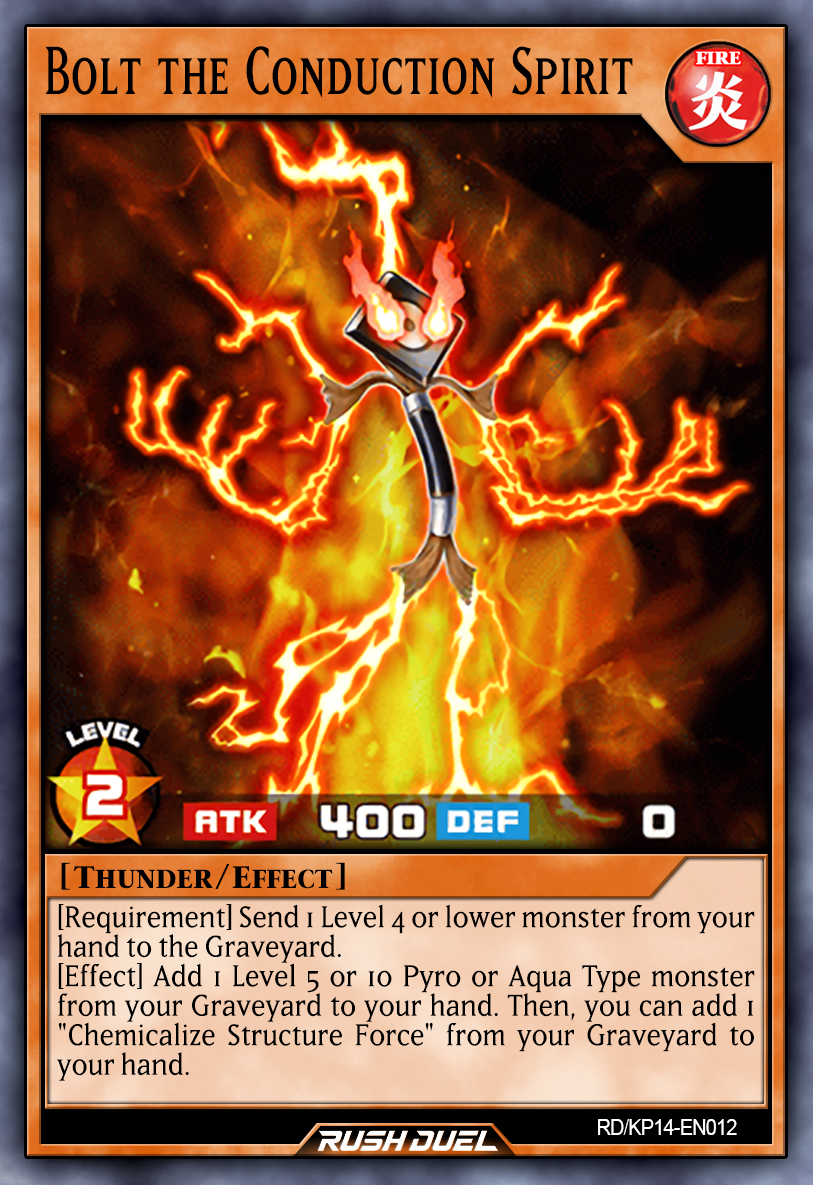 Bolt the Conduction Spirit
FIRE
炎
LEVEL
2
ATK 400 DEF 0
[Thunder/Effect]
[Requirement] Send 1 Level 4 or lower monster from your
hand to the Graveyard.
[Effect] Add 1 Level 5 or 10 Pyro or Aqua Type monster
from your Graveyard to your hand. Then, you can add 1
"Chemicalize Structure Force" from your Graveyard to
your hand.
RD/KP14-EN012
RUSH DUEL